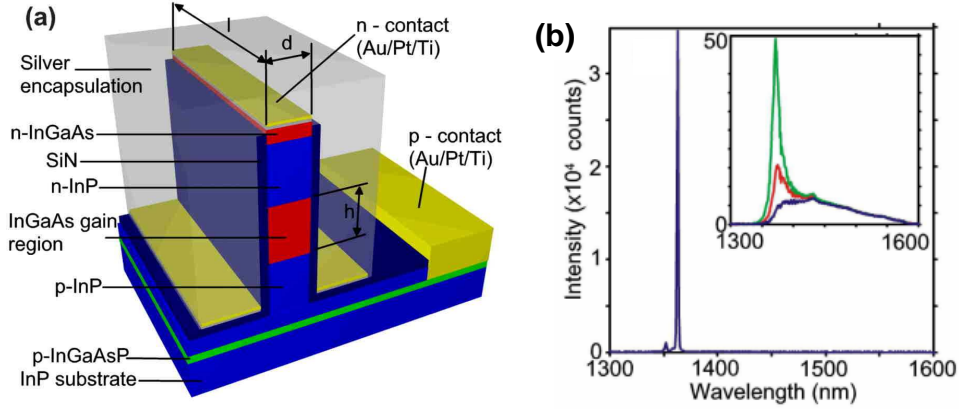 (a)
l
d
n - contact
(Au/Pt/Ti)
Silver
encapsulation
n-InGaAs
SiN
n-InP
InGaAs gain
region
p-InP
p-InGaAsP
InP substrate
h
p - contact
(Au/Pt/Ti)
(b)
Intensity (x10⁴ counts)
3
2
1
0
1300
1400
1500
1600
Wavelength (nm)
50
0
1300
1600